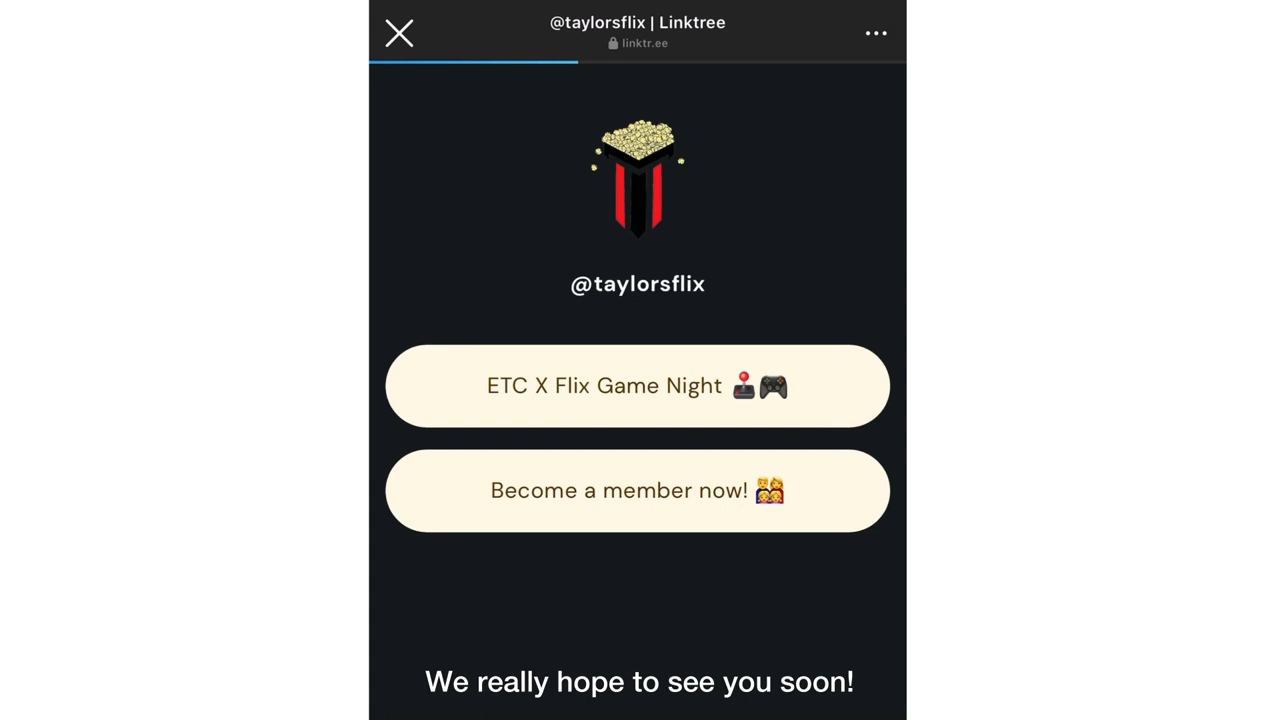 @taylorsflix | Linktree
linktr.ee
@taylorsflix
ETC X Flix Game Night 🕹️🎮
Become a member now! 👨‍👩‍👧‍👧
We really hope to see you soon!